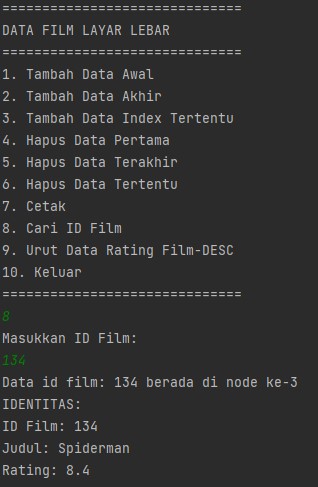 ==============================
DATA FILM LAYAR LEBAR
==============================
1. Tambah Data Awal
2. Tambah Data Akhir
3. Tambah Data Index Tertentu
4. Hapus Data Pertama
5. Hapus Data Terakhir
6. Hapus Data Tertentu
7. Cetak
8. Cari ID Film
9. Urut Data Rating Film-DESC
10. Keluar
==============================
8
Masukkan ID Film:
134
Data id film: 134 berada di node ke-3
IDENTITAS:
ID Film: 134
Judul: Spiderman
Rating: 8.4